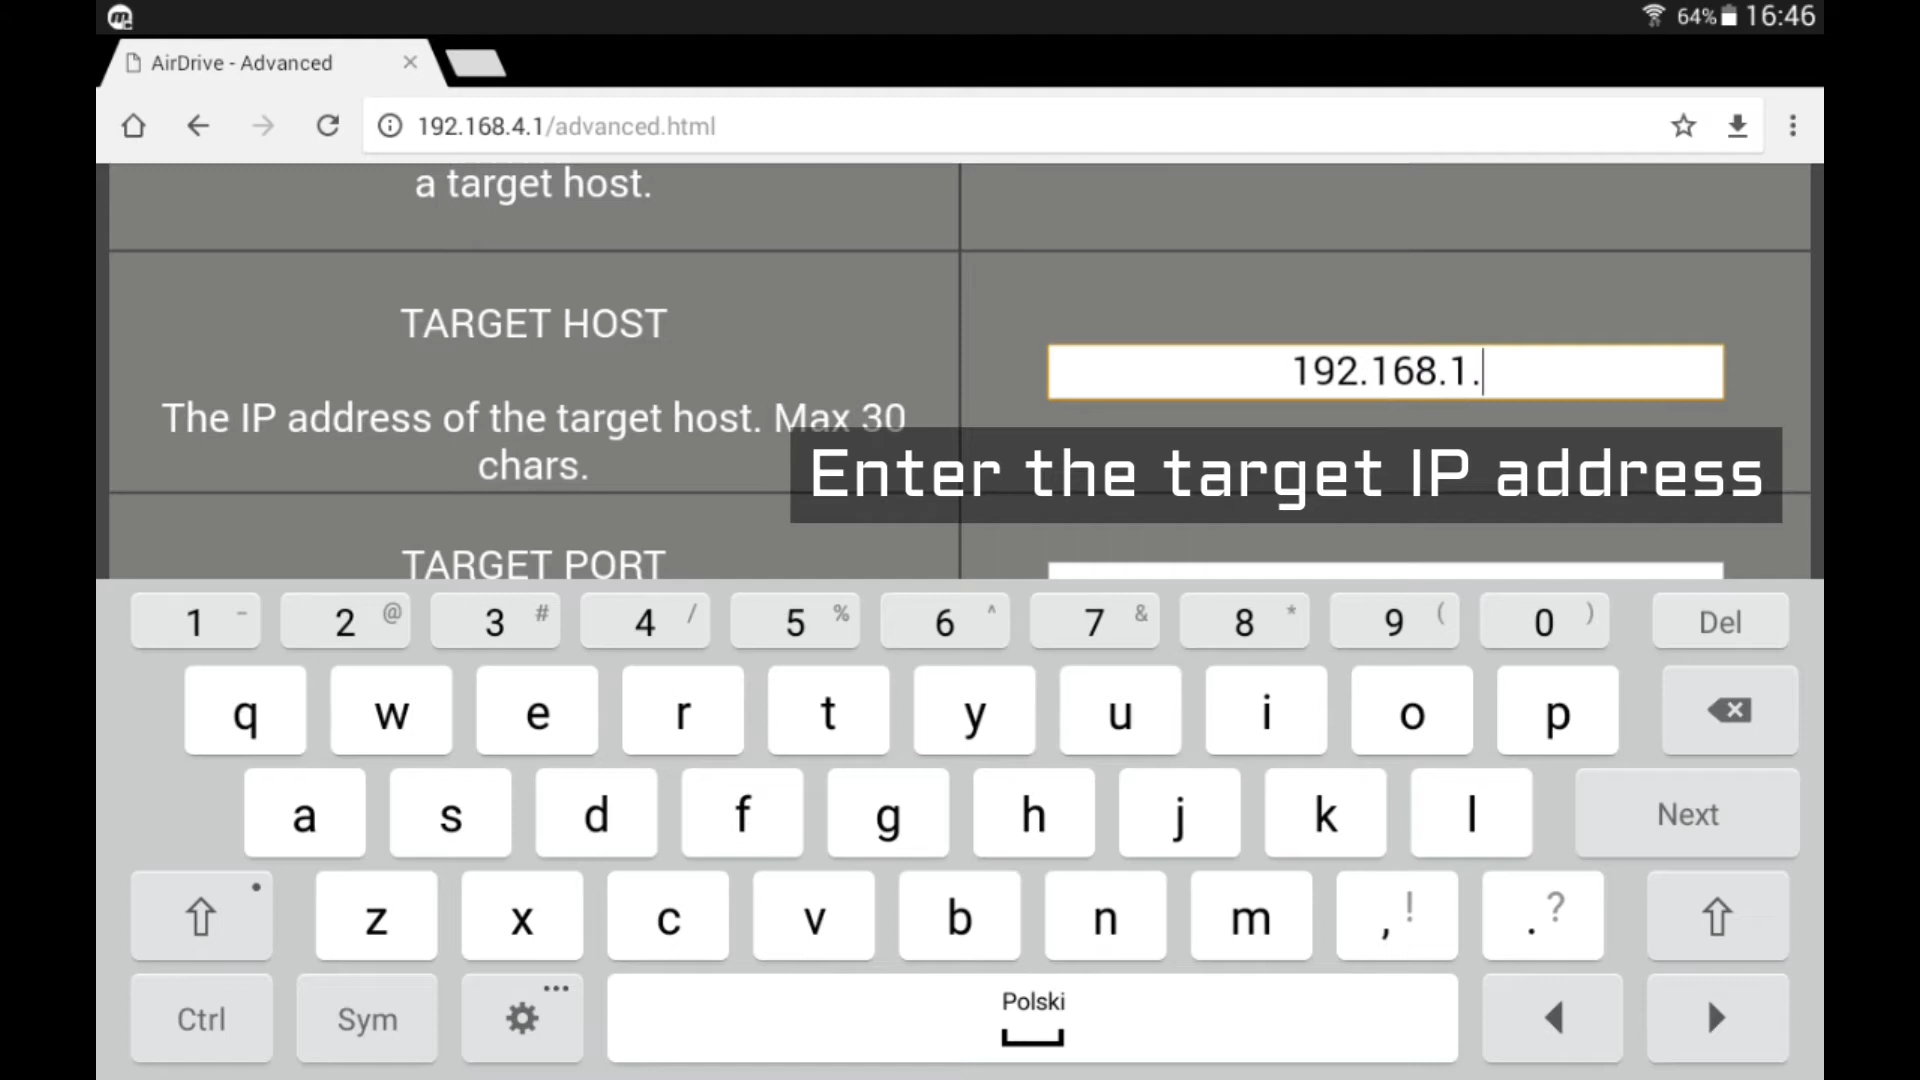 64% 16:46
AirDrive - Advanced
192.168.4.1/advanced.html
a target host.
TARGET HOST
192.168.1.
The IP address of the target host. Max 30
chars.
Enter the target IP address
TARGET PORT
1 - 2 @ 3 # 4 / 5 % 6 ^ 7 & 8 * 9 ( 0 ) Del
q w e r t y u i o p
a s d f g h j k l Next
z x c v b n m , ! . ?
Ctrl Sym Polski